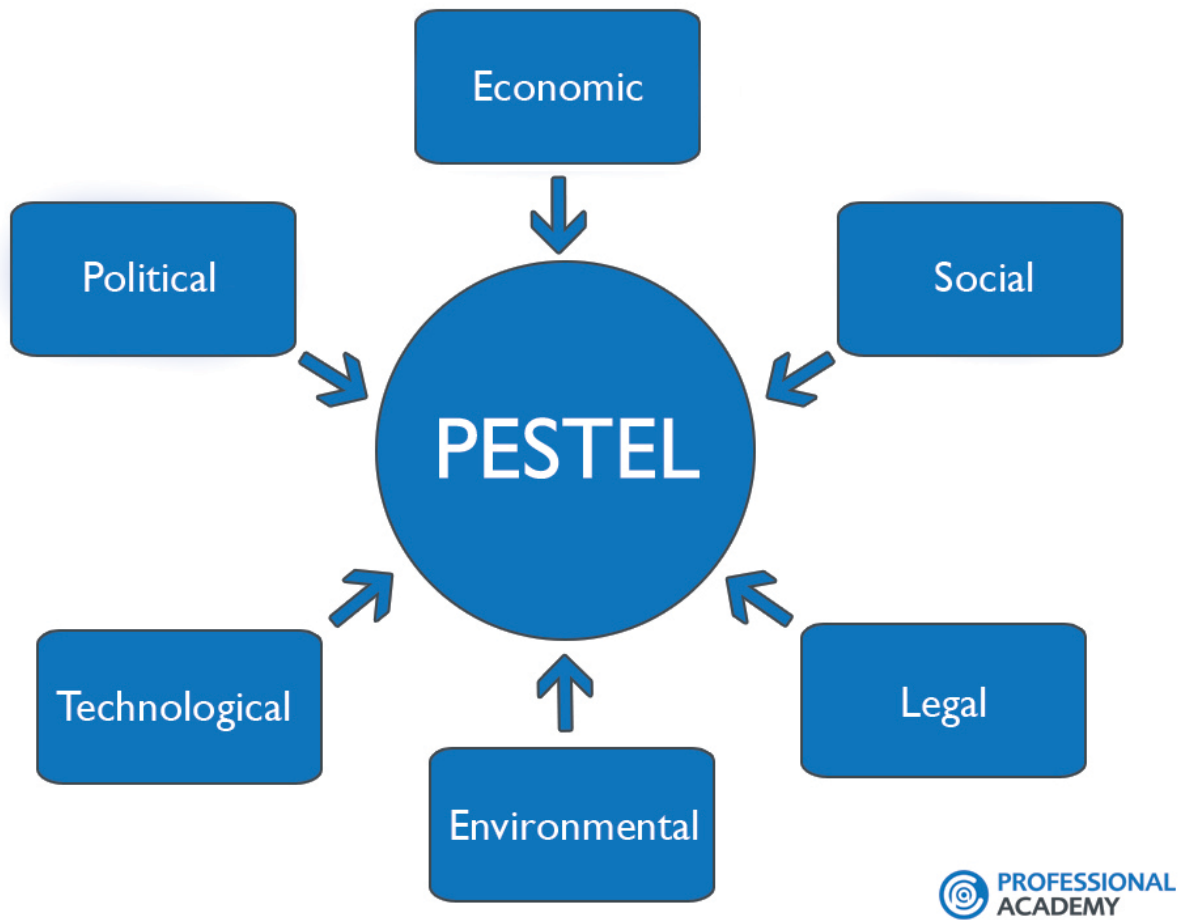 Economic
Political
Social
PESTEL
Technological
Legal
Environmental
PROFESSIONAL
ACADEMY